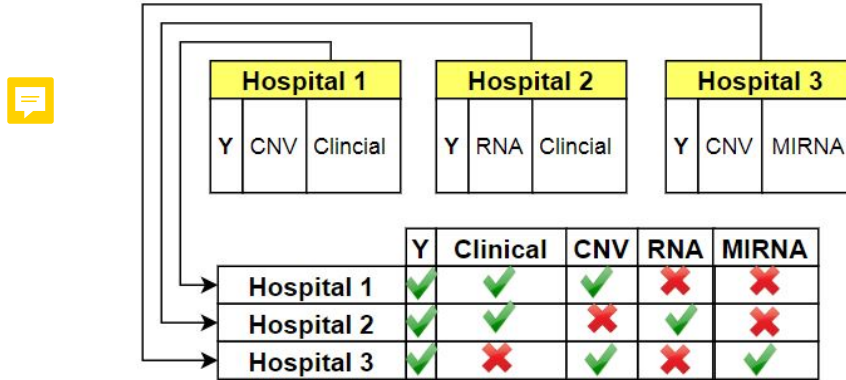 Hospital 1 Hospital 2 Hospital 3
Y CNV Clincial Y RNA Clincial Y CNV MIRNA
Y Clinical CNV RNA MIRNA
Hospital 1
Hospital 2
Hospital 3